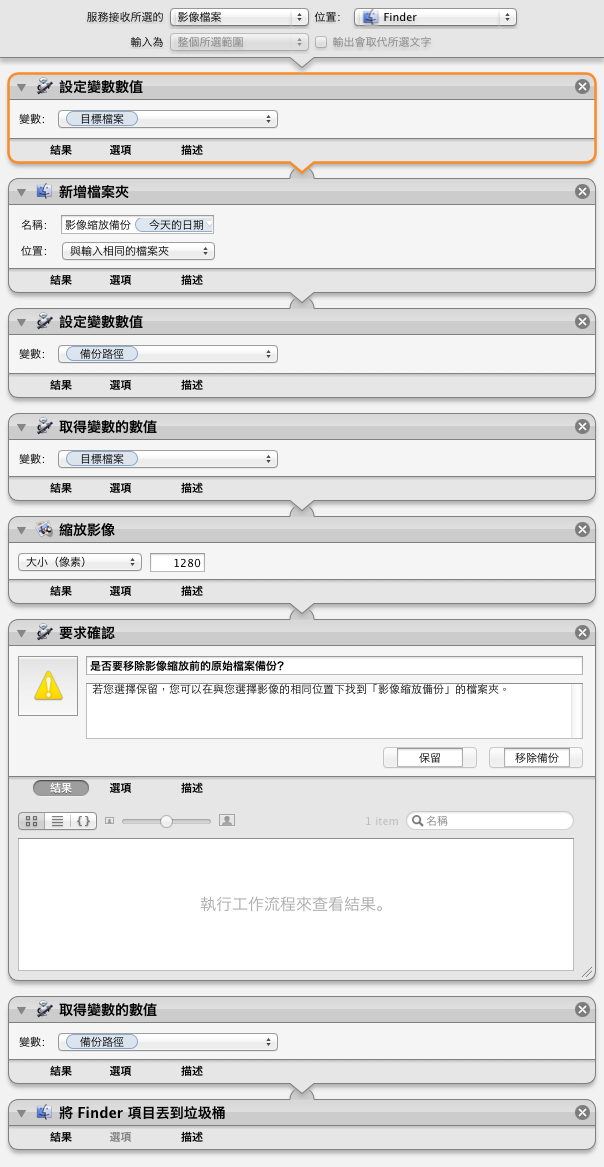 服務接收所選的 影像檔案 位置： Finder
輸入為 整個所選範圍 輸出會取代所選文字
設定變數數值
變數： 目標檔案
結果 選項 描述
新增檔案夾
名稱： 影像縮放備份 今天的日期
位置： 與輸入相同的檔案夾
結果 選項 描述
設定變數數值
變數： 備份路徑
結果 選項 描述
取得變數的數值
變數： 目標檔案
結果 選項 描述
縮放影像
大小（像素） 1280
結果 選項 描述
要求確認
是否要移除影像縮放前的原始檔案備份?
若您選擇保留，您可以在與您選擇影像的相同位置下找到「影像縮放備份」的檔案夾。
保留 移除備份
結果 選項 描述
1 item 名稱
執行工作流程來查看結果。
取得變數的數值
變數： 備份路徑
結果 選項 描述
將 Finder 項目丟到垃圾桶
結果 選項 描述